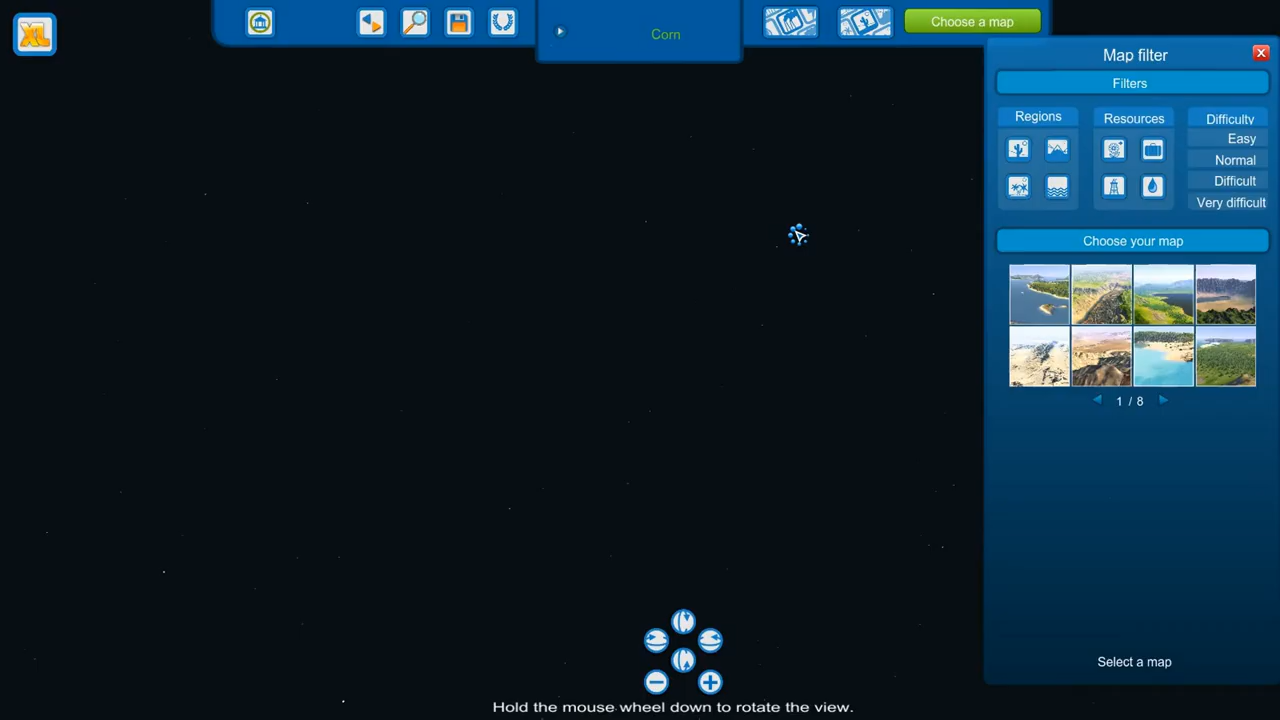 XL
Corn
Choose a map
Map filter
Filters
Regions
Resources
Difficulty
Easy
Normal
Difficult
Very difficult
Choose your map
1 / 8
Select a map
Hold the mouse wheel down to rotate the view.